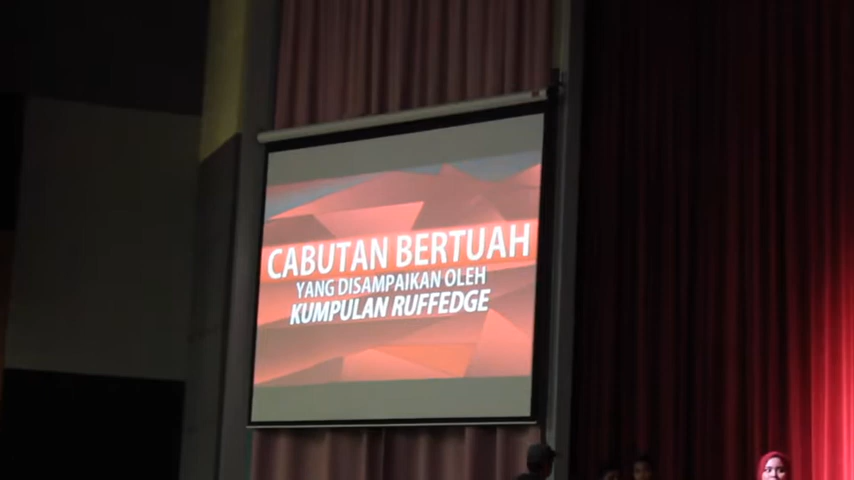 CABUTAN BERTUAH
YANG DISAMPAIKAN OLEH
KUMPULAN RUFFEDGE